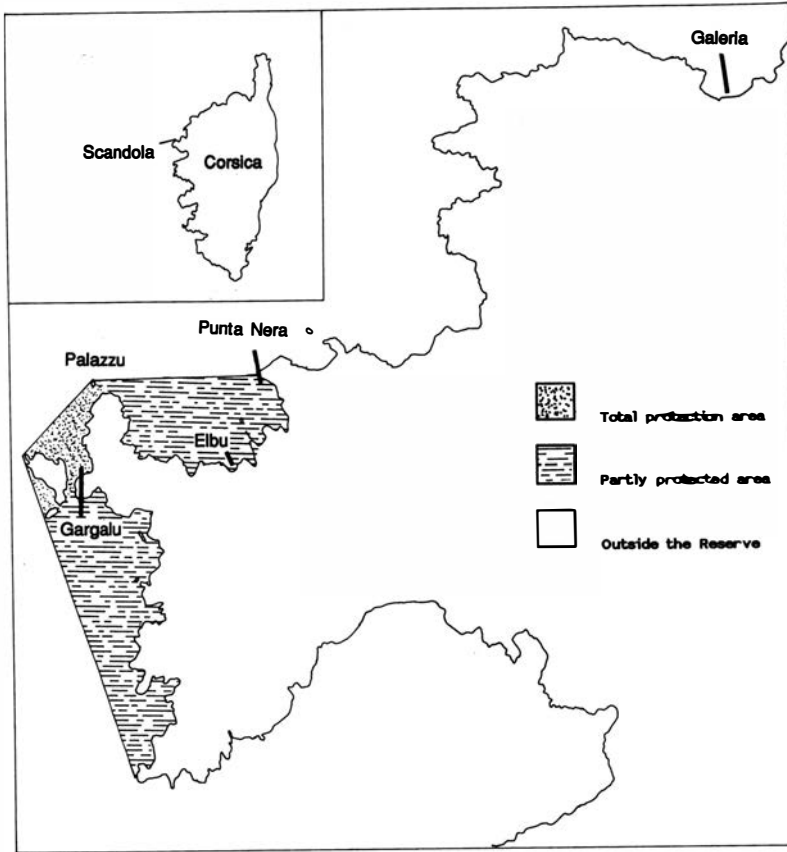 Galeria
Scandola
Corsica
Punta Nera
Palazzu
Elbu
Gargalu
Total protection area
Partly protected area
Outside the Reserve